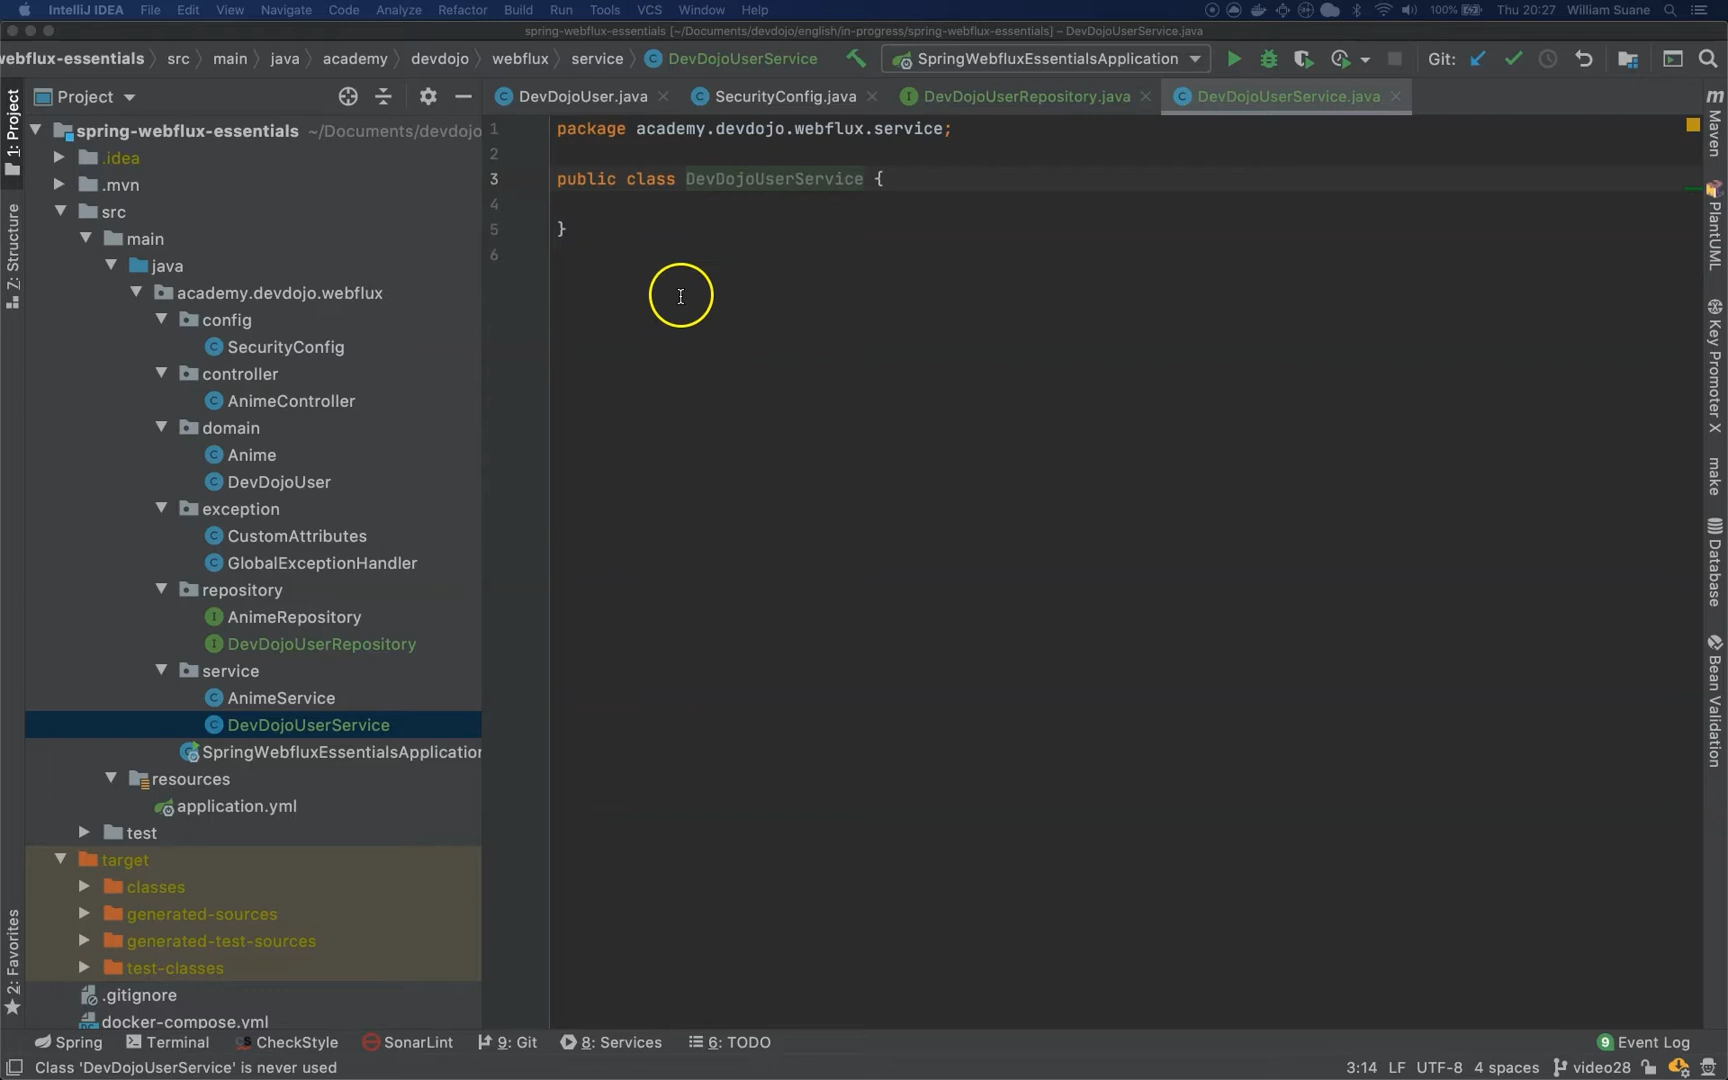 IntelliJ IDEA File Edit View Navigate Code Analyze Refactor Build Run Tools VCS Window Help 100% Thu 20:27 William Suane
spring-webflux-essentials [~/Documents/devdojo/english/in-progress/spring-webflux-essentials] – DevDojoUserService.java
webflux-essentials src main java academy devdojo webflux service DevDojoUserService SpringWebfluxEssentialsApplication Git:
Project DevDojoUser.java SecurityConfig.java DevDojoUserRepository.java DevDojoUserService.java
spring-webflux-essentials ~/Documents/devdojo
.idea
.mvn
src
main
java
academy.devdojo.webflux
config
SecurityConfig
controller
AnimeController
domain
Anime
DevDojoUser
exception
CustomAttributes
GlobalExceptionHandler
repository
AnimeRepository
DevDojoUserRepository
service
AnimeService
DevDojoUserService
SpringWebfluxEssentialsApplication
resources
application.yml
test
target
classes
generated-sources
generated-test-sources
test-classes
.gitignore
docker-compose.yml
1 package academy.devdojo.webflux.service;
2
3 public class DevDojoUserService {
4
5 }
6
1: Project
7: Structure
2: Favorites
m Maven
PlantUML
Key Promoter X
make
Database
Bean Validation
Spring Terminal CheckStyle SonarLint 9: Git 8: Services 6: TODO 9 Event Log
Class 'DevDojoUserService' is never used 3:14 LF UTF-8 4 spaces video28